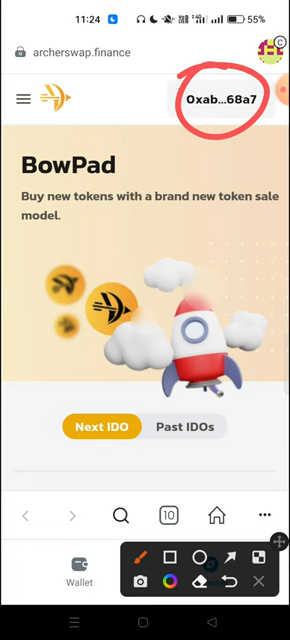 11:24
55%
archerswap.finance
0xab...68a7
BowPad
Buy new tokens with a brand new token sale
model.
Next IDO
Past IDOs
10
Wallet